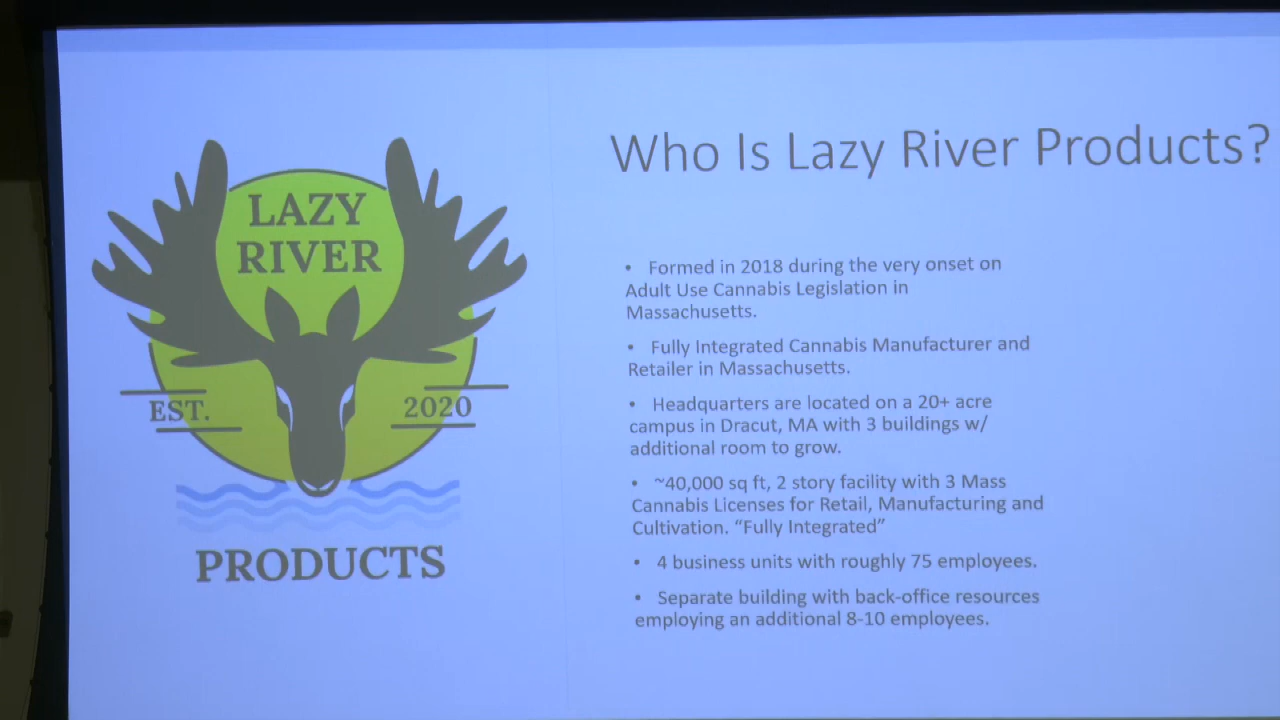 LAZY
RIVER
EST. 2020
PRODUCTS
Who Is Lazy River Products?
• Formed in 2018 during the very onset on
Adult Use Cannabis Legislation in
Massachusetts.
• Fully Integrated Cannabis Manufacturer and
Retailer in Massachusetts.
• Headquarters are located on a 20+ acre
campus in Dracut, MA with 3 buildings w/
additional room to grow.
• ~40,000 sq ft, 2 story facility with 3 Mass
Cannabis Licenses for Retail, Manufacturing and
Cultivation. “Fully Integrated”
• 4 business units with roughly 75 employees.
• Separate building with back-office resources
employing an additional 8-10 employees.